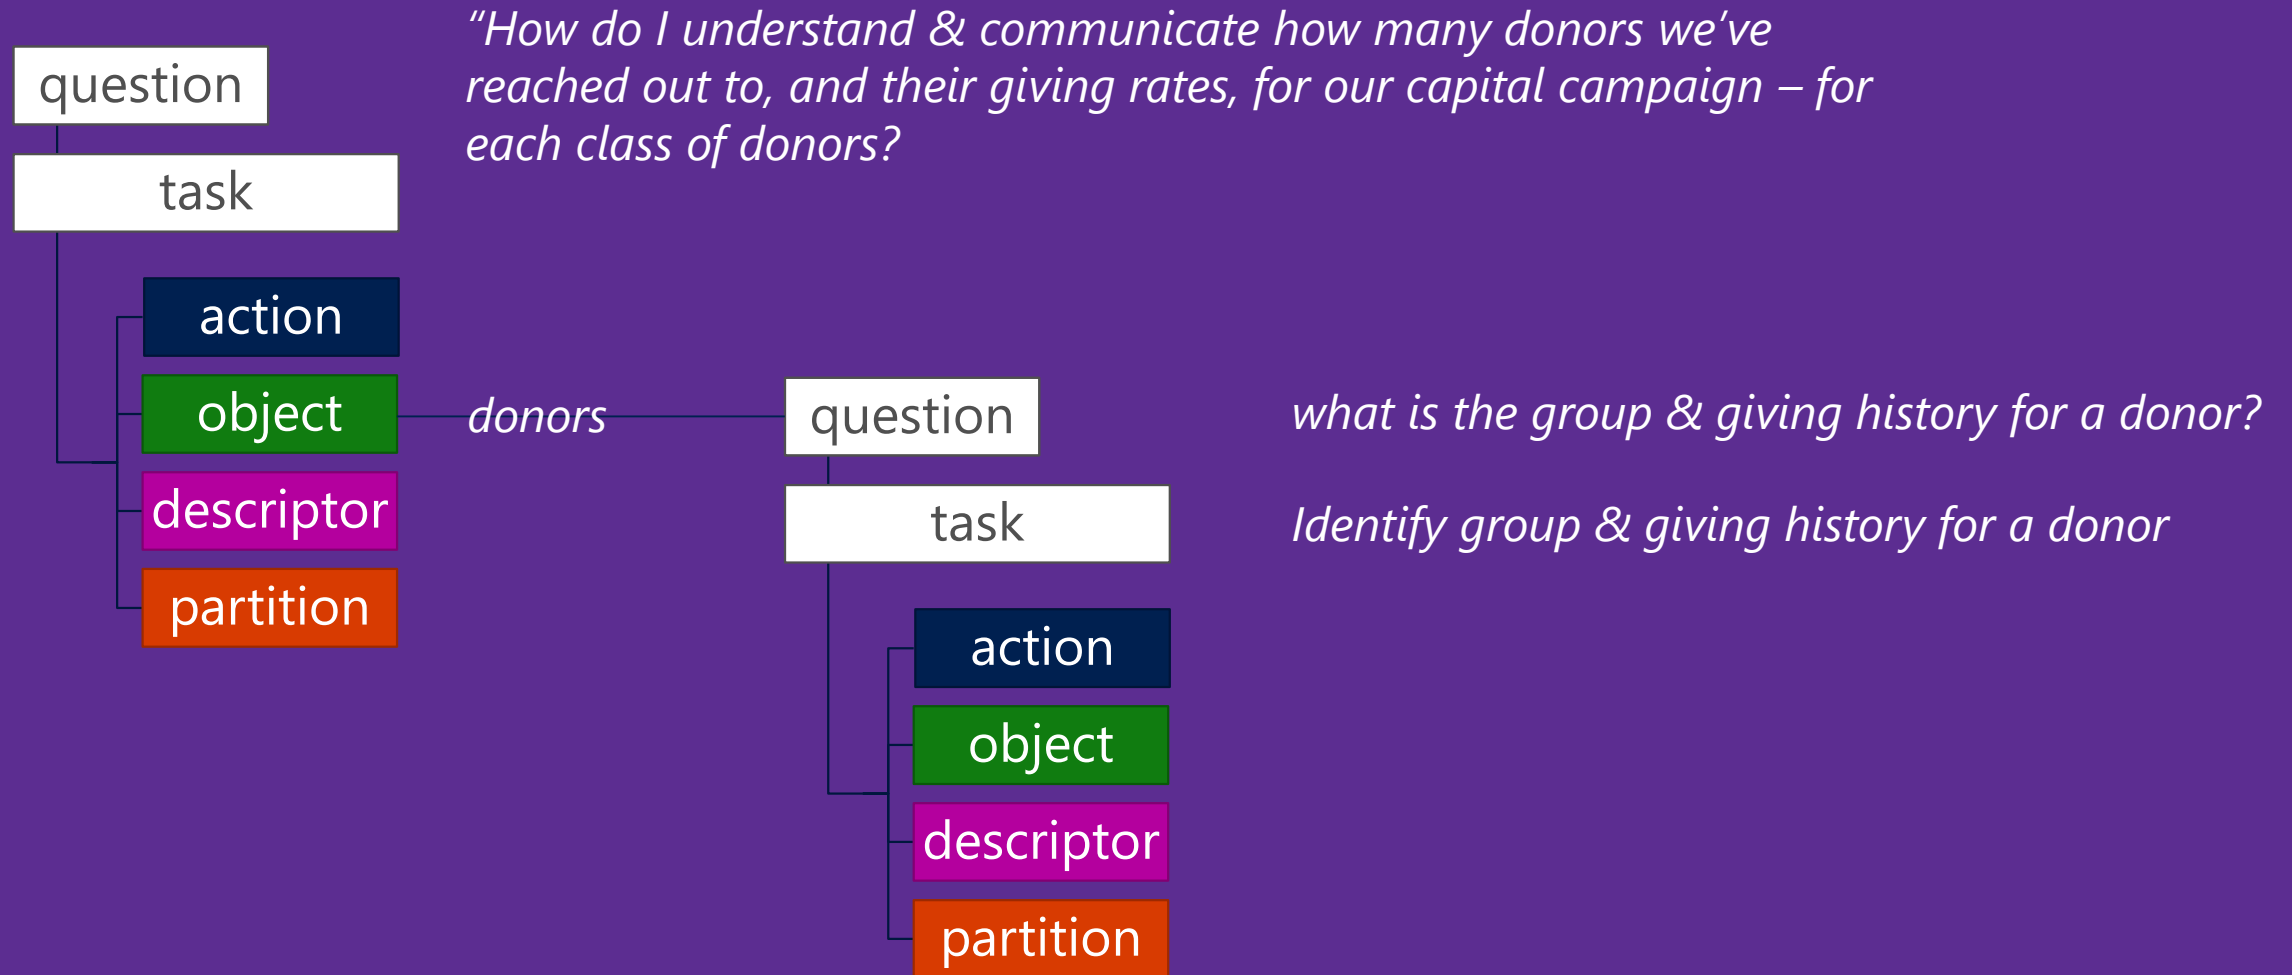 “How do I understand & communicate how many donors we’ve
reached out to, and their giving rates, for our capital campaign – for
each class of donors?
question
task
action
object
descriptor
partition
donors
question
what is the group & giving history for a donor?
task
Identify group & giving history for a donor
action
object
descriptor
partition